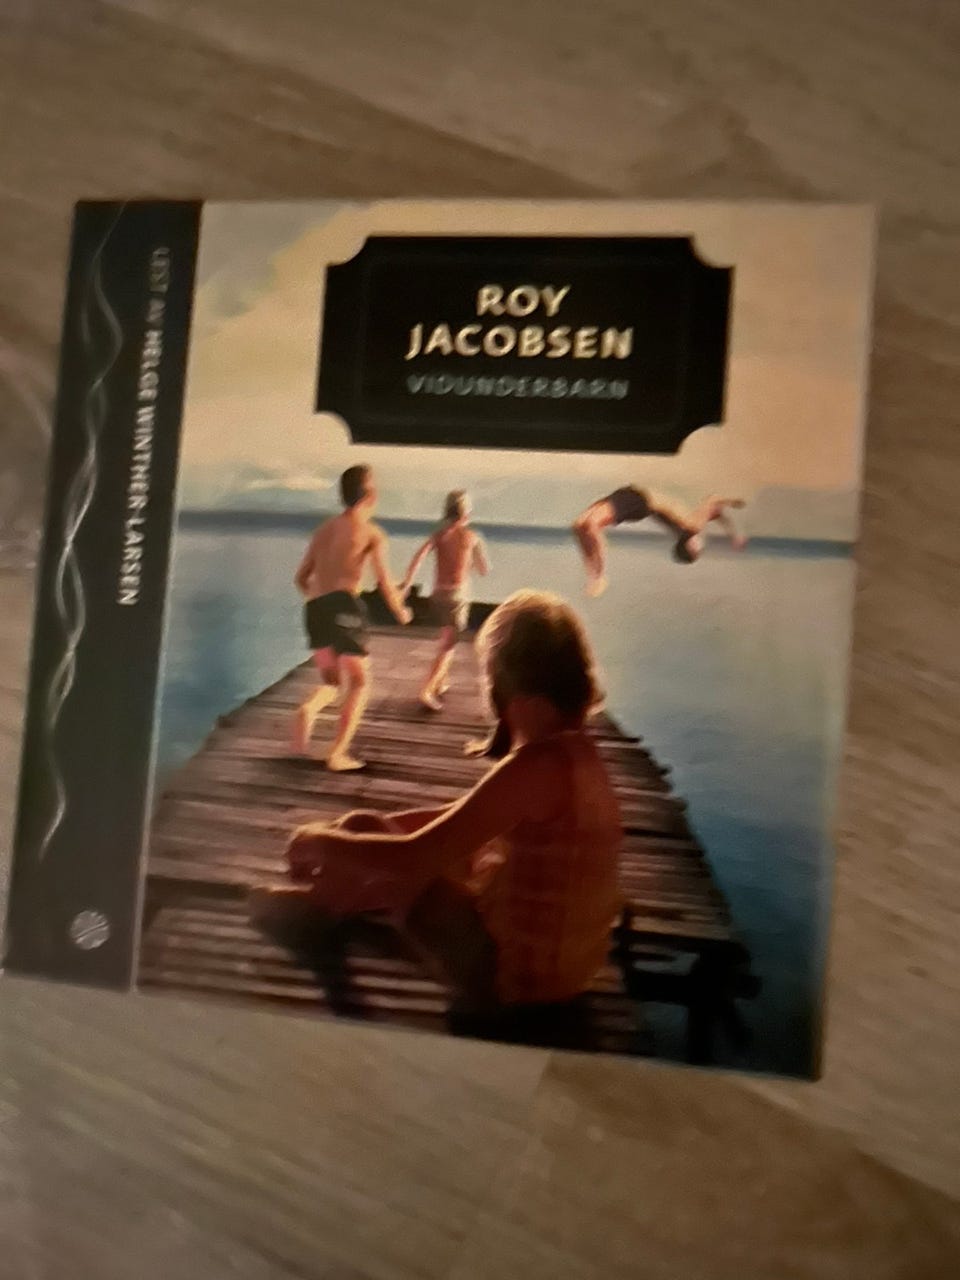 ROY
JACOBSEN
VIDUNDERBARN
LEST AV HELGE WINTHER-LARSEN